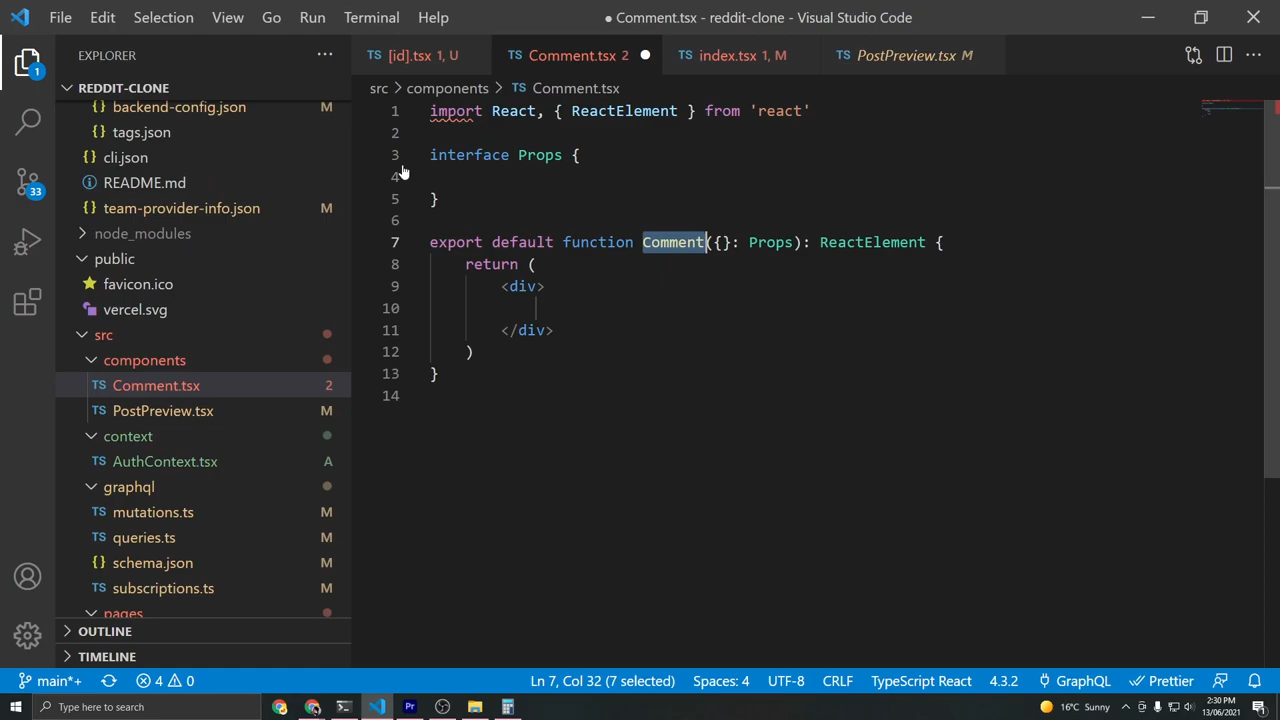 File Edit Selection View Go Run Terminal Help ● Comment.tsx - reddit-clone - Visual Studio Code
EXPLORER
TS [id].tsx 1, U TS Comment.tsx 2 TS index.tsx 1, M TS PostPreview.tsx M
REDDIT-CLONE
src > components > TS Comment.tsx
{} backend-config.json M
{} tags.json
{} cli.json
README.md
{} team-provider-info.json M
node_modules
public
favicon.ico
vercel.svg
src
components
TS Comment.tsx 2
TS PostPreview.tsx M
context
TS AuthContext.tsx A
graphql
TS mutations.ts M
TS queries.ts M
{} schema.json M
TS subscriptions.ts M
pages
OUTLINE
TIMELINE
1
33
1 import React, { ReactElement } from 'react'
2
3 interface Props {
4
5 }
6
7 export default function Comment({}: Props): ReactElement {
8 return (
9 <div>
10
11 </div>
12 )
13 }
14
main*+ 4 0 Ln 7, Col 32 (7 selected) Spaces: 4 UTF-8 CRLF TypeScript React 4.3.2 GraphQL Prettier
Type here to search Pr 16°C Sunny 2:30 PM
13/06/2021 1